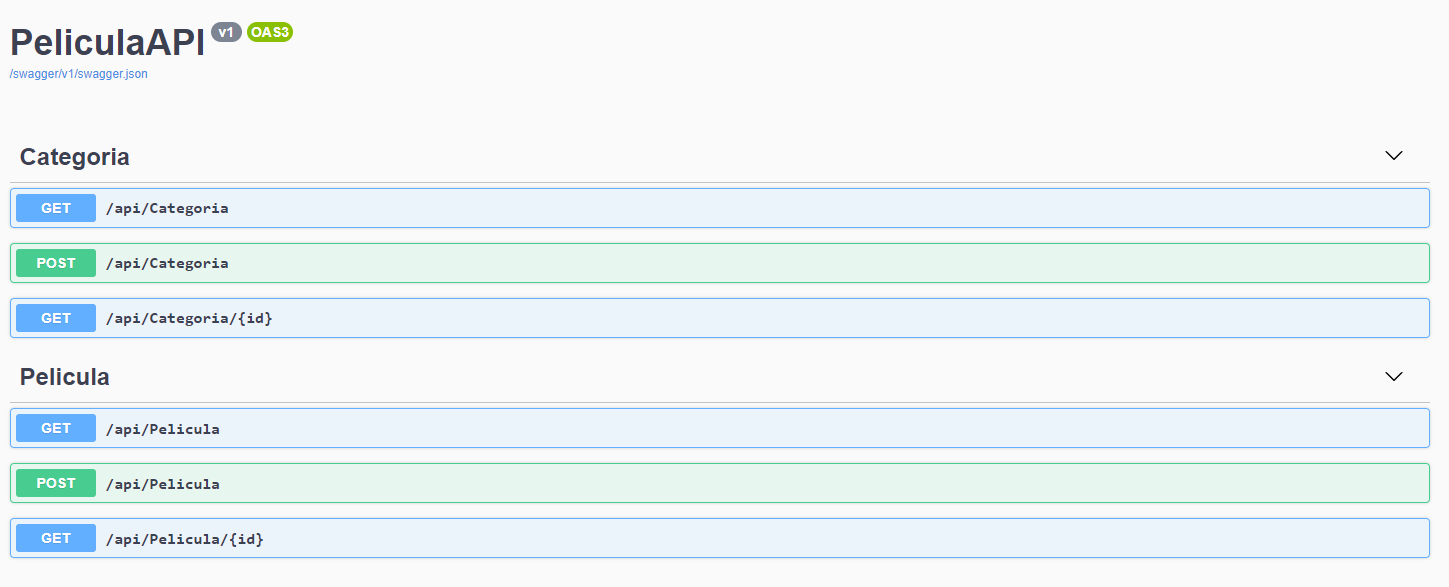 PeliculaAPI v1 OAS3
/swagger/v1/swagger.json
Categoria
GET /api/Categoria
POST /api/Categoria
GET /api/Categoria/{id}
Pelicula
GET /api/Pelicula
POST /api/Pelicula
GET /api/Pelicula/{id}